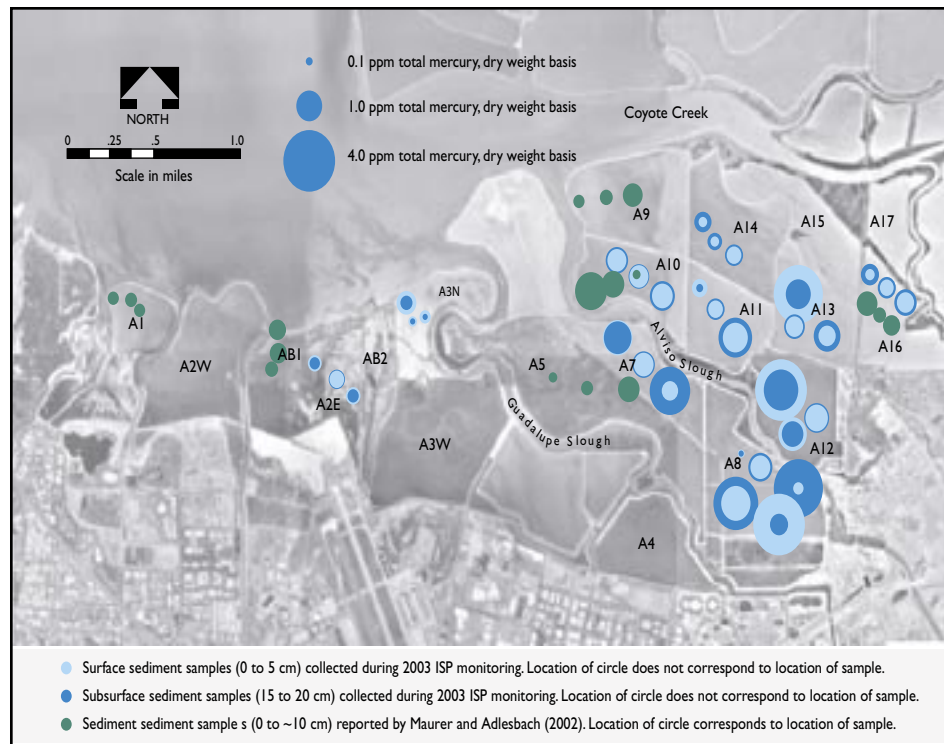 0.1 ppm total mercury, dry weight basis
NORTH
1.0 ppm total mercury, dry weight basis
Coyote Creek
0 .25 .5 1.0
Scale in miles
4.0 ppm total mercury, dry weight basis
A9
A14
A15
A17
A10
A3N
A1
A11
A13
A16
AB1
AB2
A2W
A5
A7
Alviso Slough
A2E
Guadalupe Slough
A3W
A12
A8
A4
Surface sediment samples (0 to 5 cm) collected during 2003 ISP monitoring. Location of circle does not correspond to location of sample.
Subsurface sediment samples (15 to 20 cm) collected during 2003 ISP monitoring. Location of circle does not correspond to location of sample.
Sediment sediment sample s (0 to ~10 cm) reported by Maurer and Adlesbach (2002). Location of circle corresponds to location of sample.